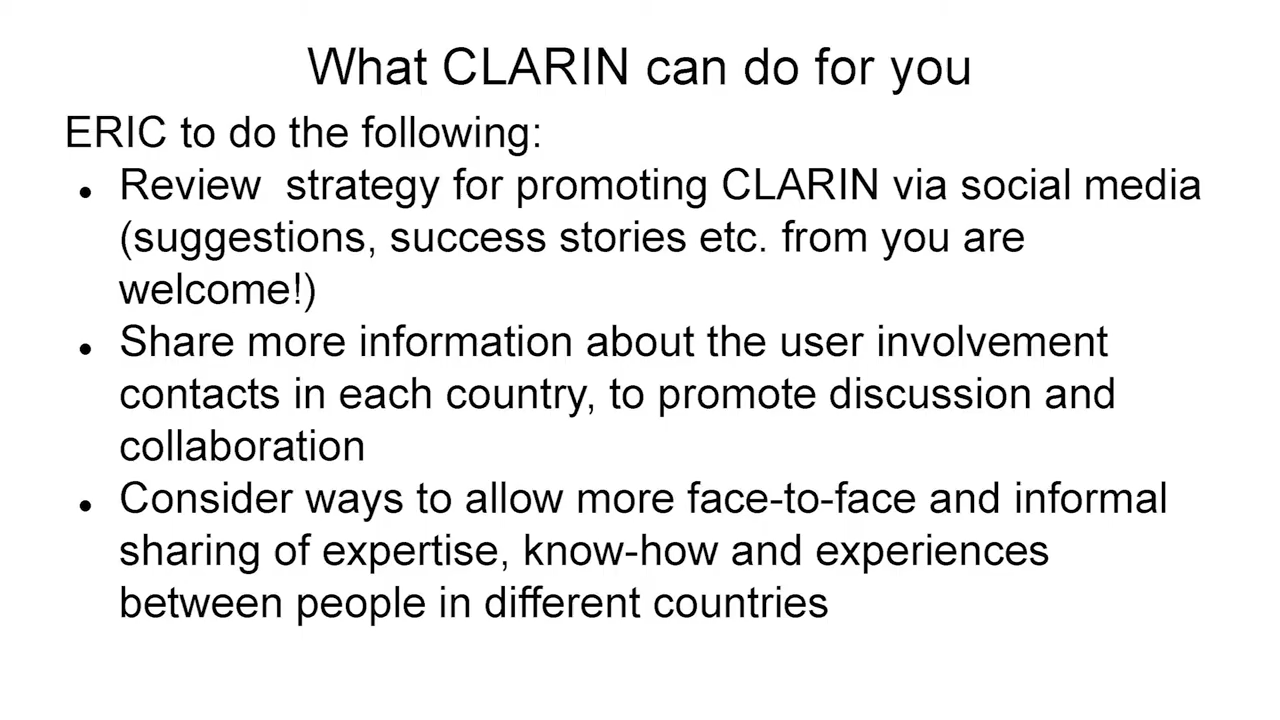 What CLARIN can do for you
ERIC to do the following:
● Review  strategy for promoting CLARIN via social media
(suggestions, success stories etc. from you are
welcome!)
● Share more information about the user involvement
contacts in each country, to promote discussion and
collaboration
● Consider ways to allow more face-to-face and informal
sharing of expertise, know-how and experiences
between people in different countries